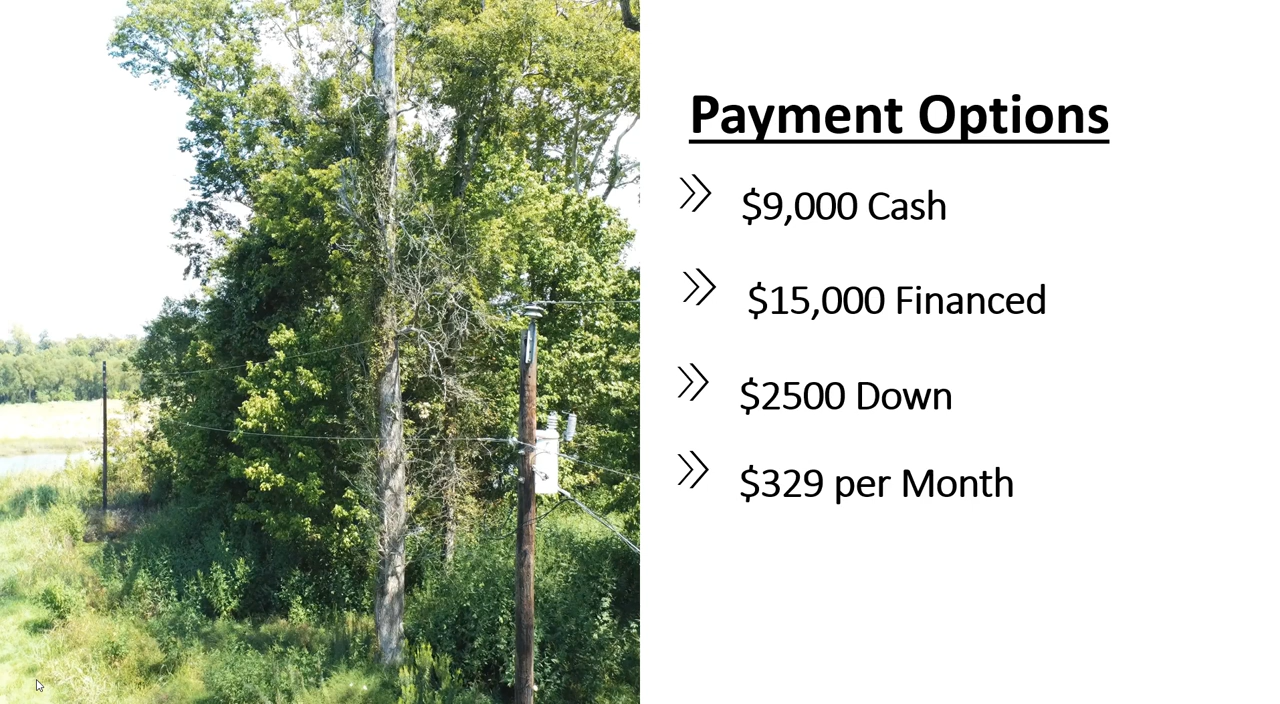 Payment Options
$9,000 Cash
$15,000 Financed
$2500 Down
$329 per Month